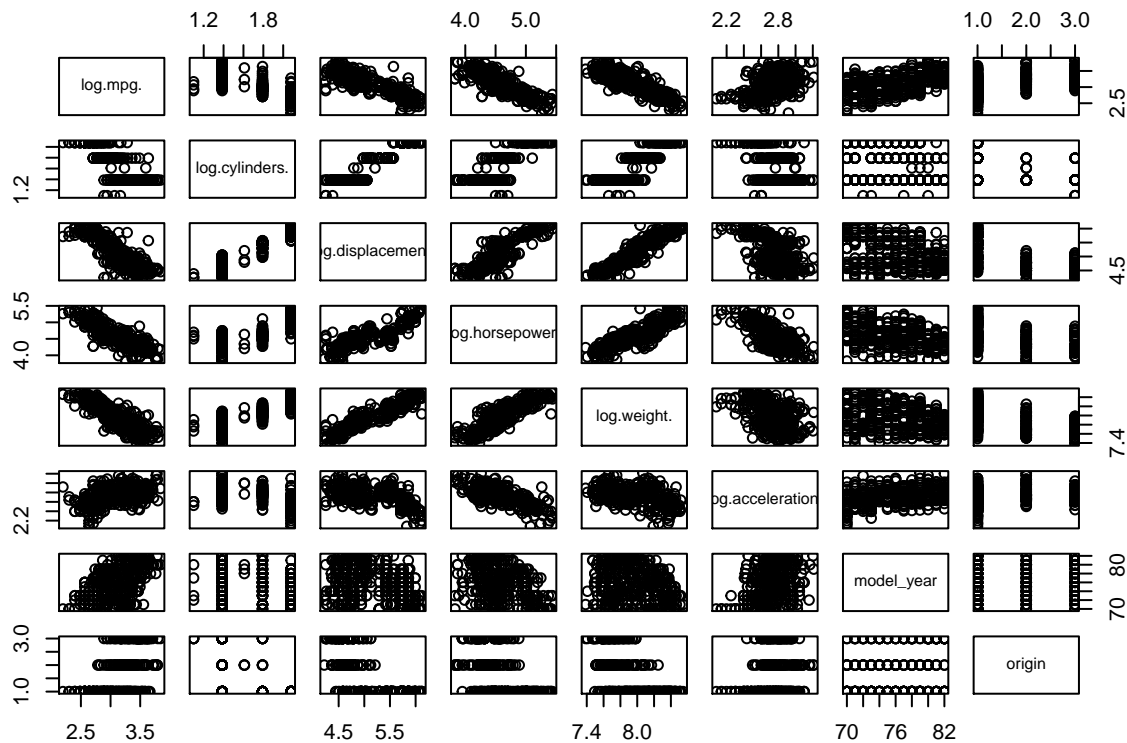 1.2 1.8 4.0 5.0 2.2 2.8 1.0 2.0 3.0
log.mpg. 2.5
1.2 log.cylinders.
og.displacemen 4.5
4.0 5.5 og.horsepower
log.weight. 7.4
2.2 og.acceleration
model_year 70 80
1.0 3.0 origin
2.5 3.5 4.5 5.5 7.4 8.0 70 76 82